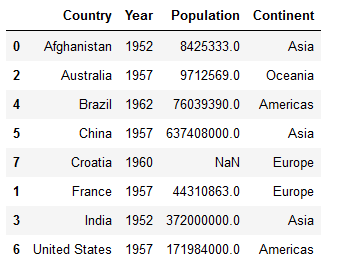 Country Year Population Continent
0 Afghanistan 1952 8425333.0 Asia
2 Australia 1957 9712569.0 Oceania
4 Brazil 1962 76039390.0 Americas
5 China 1957 637408000.0 Asia
7 Croatia 1960 NaN Europe
1 France 1957 44310863.0 Europe
3 India 1952 372000000.0 Asia
6 United States 1957 171984000.0 Americas